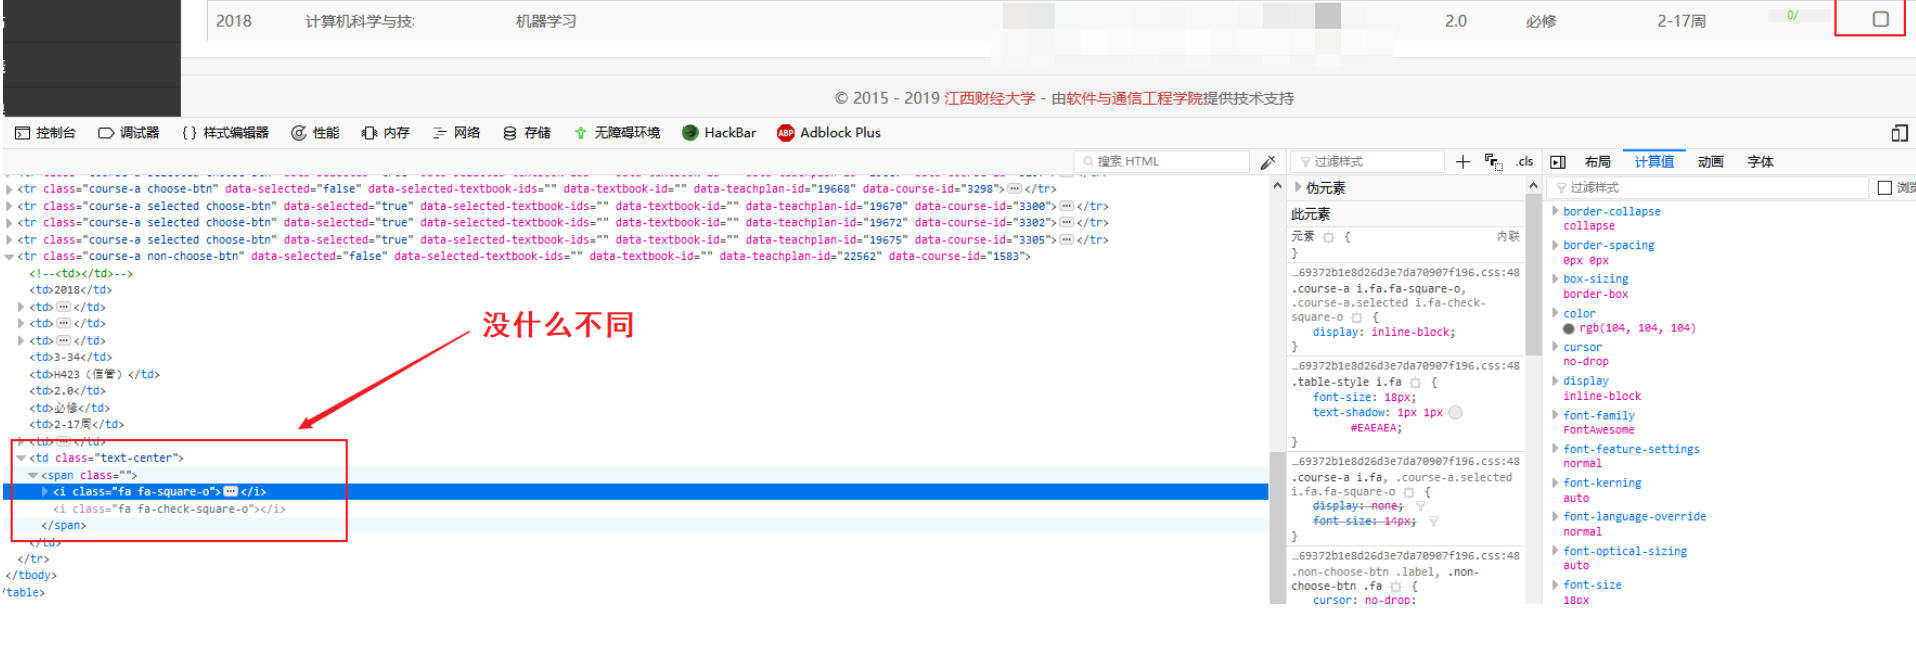 2018 计算机科学与技 机器学习 2.0 必修 2-17周 0/
© 2015 - 2019 江西财经大学 - 由软件与通信工程学院提供技术支持
控制台 调试器 {} 样式编辑器 性能 内存 网络 存储 无障碍环境 HackBar ABP Adblock Plus
搜索 HTML
过滤样式 + .cls
布局 计算值 动画 字体
<tr class="course-a choose-btn" data-selected="false" data-selected-textbook-ids="" data-textbook-id="" data-teachplan-id="19668" data-course-id="3298">…</tr>
<tr class="course-a selected choose-btn" data-selected="true" data-selected-textbook-ids="" data-textbook-id="" data-teachplan-id="19670" data-course-id="3300">…</tr>
<tr class="course-a selected choose-btn" data-selected="true" data-selected-textbook-ids="" data-textbook-id="" data-teachplan-id="19672" data-course-id="3302">…</tr>
<tr class="course-a selected choose-btn" data-selected="true" data-selected-textbook-ids="" data-textbook-id="" data-teachplan-id="19675" data-course-id="3305">…</tr>
<tr class="course-a non-choose-btn" data-selected="false" data-selected-textbook-ids="" data-textbook-id="" data-teachplan-id="22562" data-course-id="1583">
<!--<td></td>-->
<td>2018</td>
<td>…</td>
<td>…</td>
<td>…</td>
<td>3-34</td>
<td>H423（信管）</td>
<td>2.0</td>
<td>必修</td>
<td>2-17周</td>
<td>…</td>
<td class="text-center">
<span class="">
<i class="fa fa-square-o">…</i>
<i class="fa fa-check-square-o"></i>
</span>
</td>
</tr>
</tbody>
/table>
没什么不同
伪元素
此元素
元素 { 内联
}
…69372b1e8d26d3e7da70907f196.css:48
.course-a i.fa.fa-square-o,
.course-a.selected i.fa-check-
square-o {
display: inline-block;
}
…69372b1e8d26d3e7da70907f196.css:48
.table-style i.fa {
font-size: 18px;
text-shadow: 1px 1px
#EAEAEA;
}
…69372b1e8d26d3e7da70907f196.css:48
.course-a i.fa, .course-a.selected
i.fa.fa-square-o {
display: none;
font-size: 14px;
}
…69372b1e8d26d3e7da70907f196.css:48
.non-choose-btn .label, .non-
choose-btn .fa {
cursor: no-drop;
过滤样式 浏览
border-collapse
collapse
border-spacing
0px 0px
box-sizing
border-box
color
rgb(104, 104, 104)
cursor
no-drop
display
inline-block
font-family
FontAwesome
font-feature-settings
normal
font-kerning
auto
font-language-override
normal
font-optical-sizing
auto
font-size
18px